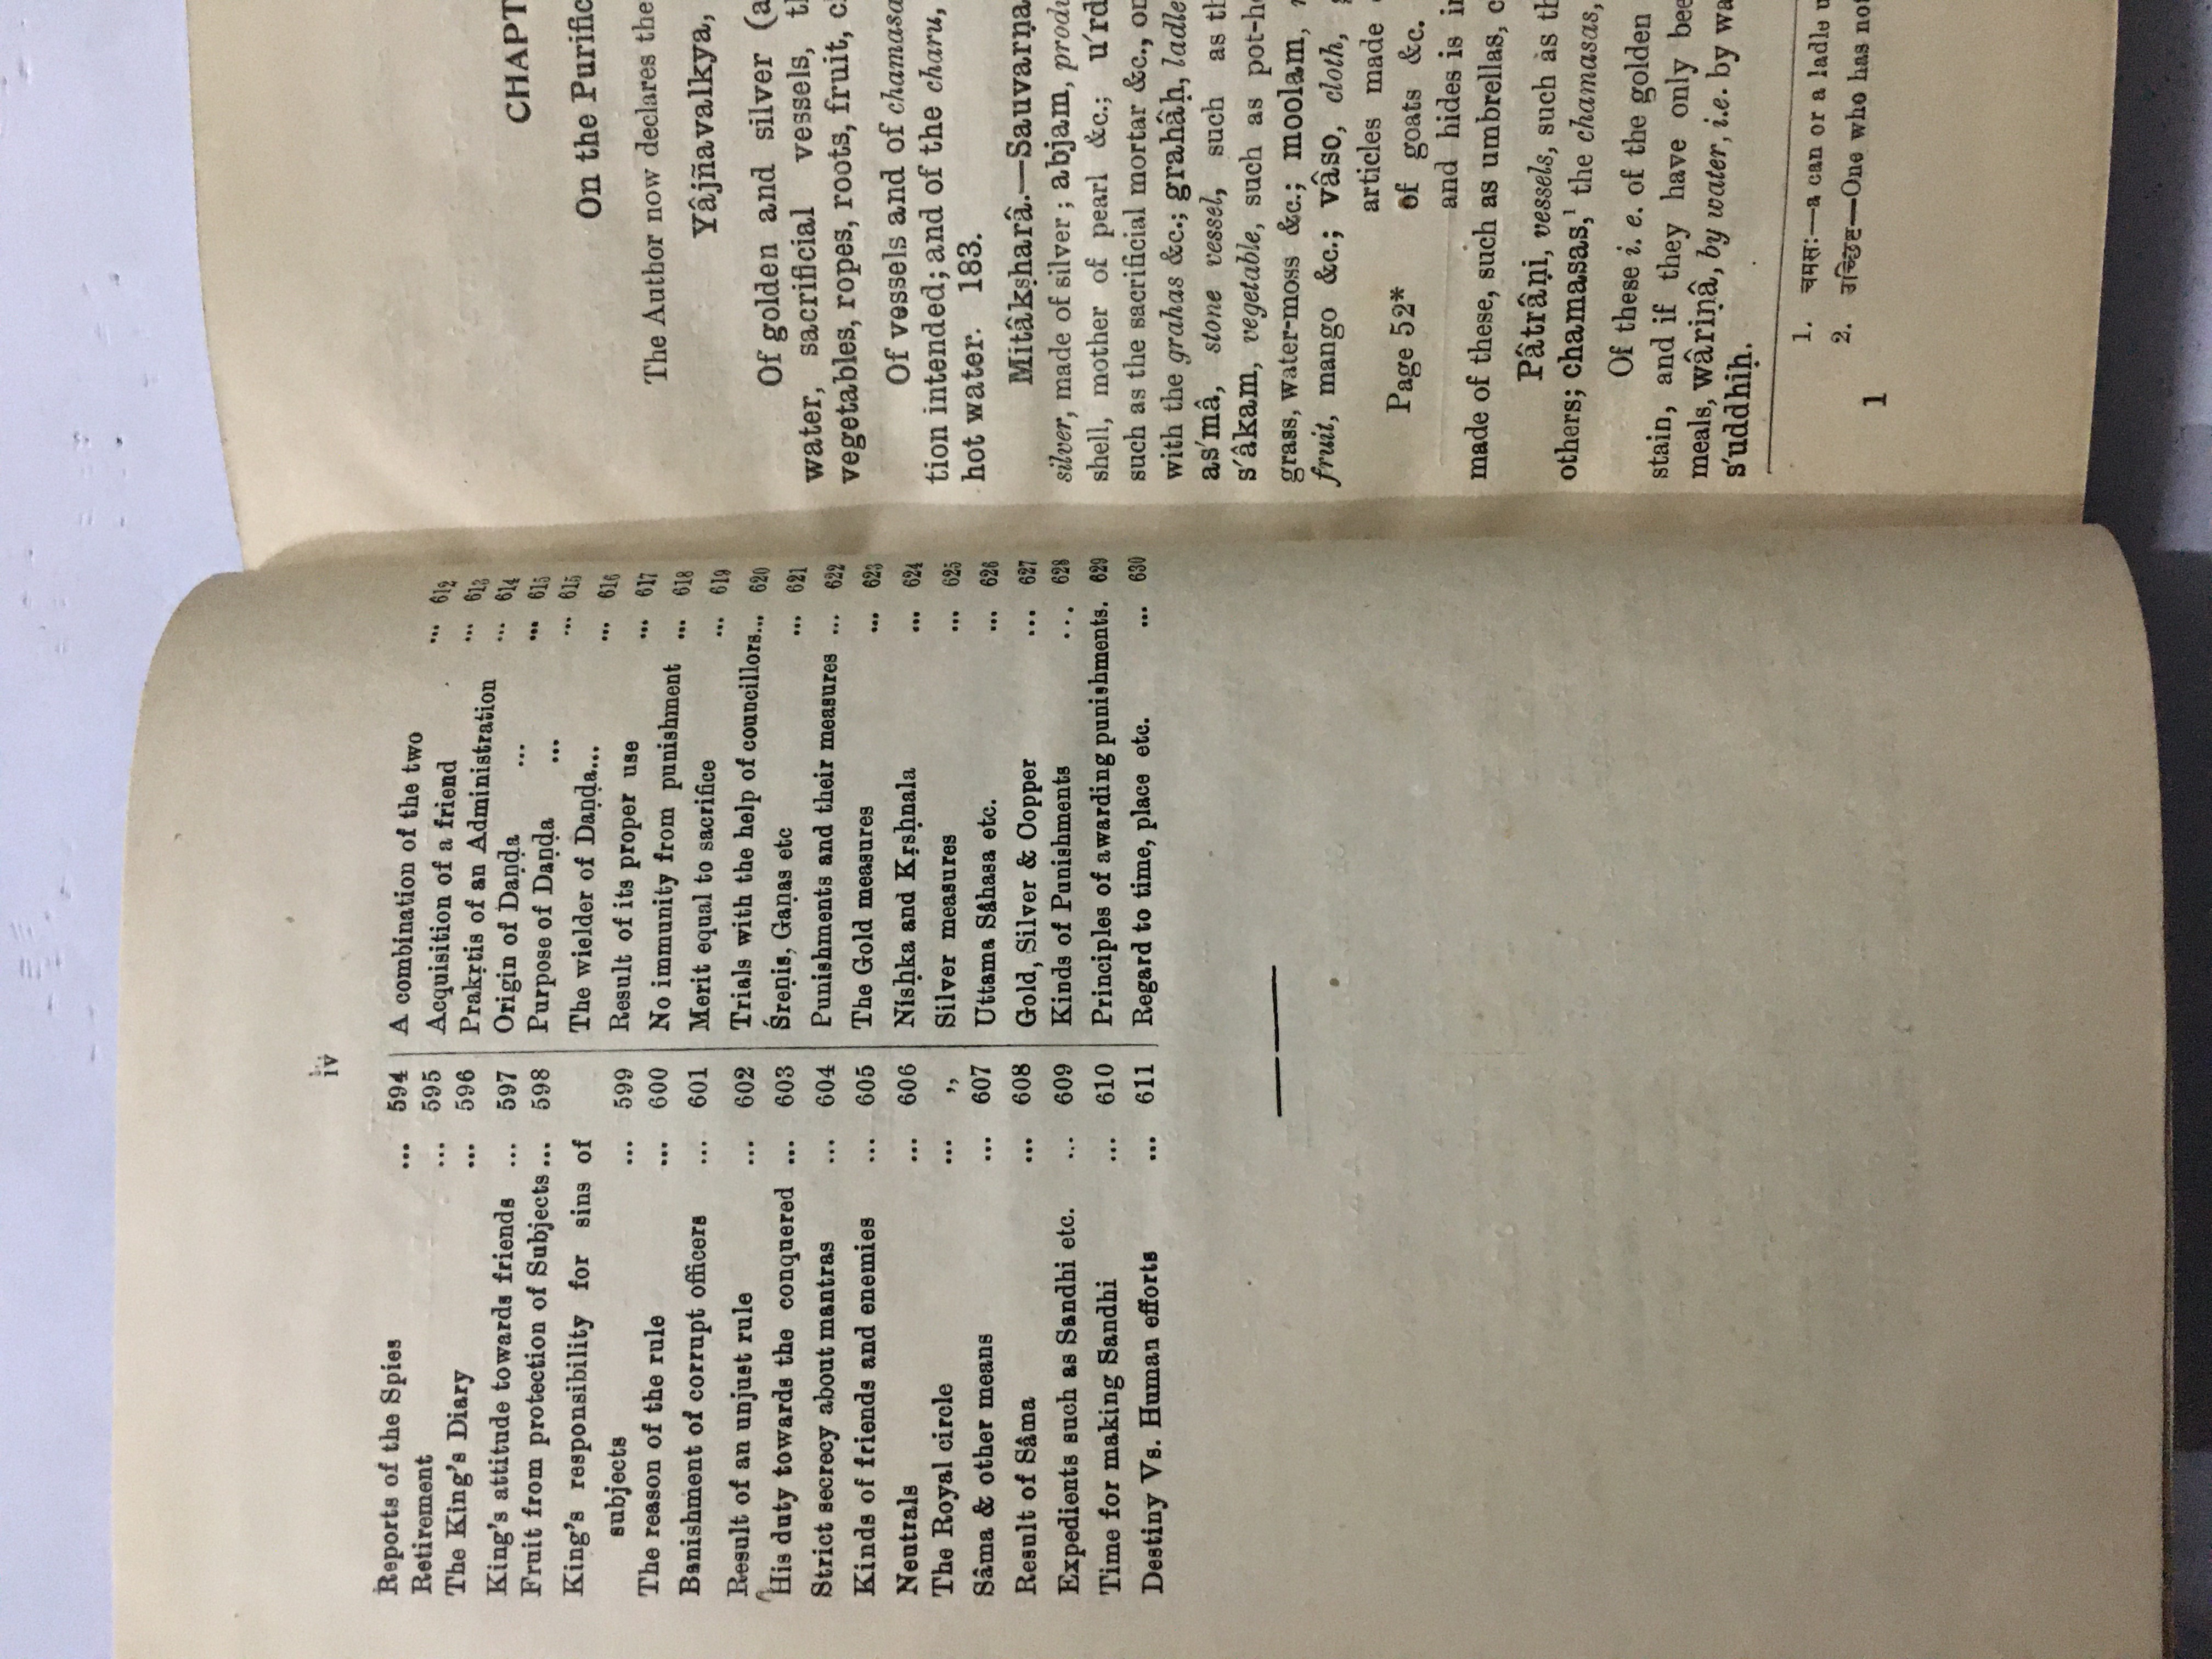 iv
Reports of the Spies ... 594
Retirement ... 595
The King's Diary ... 596
King's attitude towards friends ... 597
Fruit from protection of Subjects ... 598
King's responsibility for sins of
subjects ... 599
The reason of the rule ... 600
Banishment of corrupt officers ... 601
Result of an unjust rule ... 602
His duty towards the conquered ... 603
Strict secrecy about mantras ... 604
Kinds of friends and enemies ... 605
Neutrals ... 606
The Royal circle ... ,,
Sâma & other means ... 607
Result of Sâma ... 608
Expedients such as Sandhi etc. ... 609
Time for making Sandhi ... 610
Destiny Vs. Human efforts ... 611
A combination of the two ... 612
Acquisition of a friend ... 613
Prakṛtis of an Administration ... 614
Origin of Daṇḍa ... ... 615
Purpose of Daṇḍa ... ... 615
The wielder of Daṇḍa... ... 616
Result of its proper use ... 617
No immunity from punishment ... 618
Merit equal to sacrifice ... 619
Trials with the help of councillors... 620
Śreṇis, Gaṇas etc ... 621
Punishments and their measures ... 622
The Gold measures ... 623
Nishka and Kṛshṇala ... 624
Silver measures ... 625
Uttama Sâhasa etc. ... 626
Gold, Silver & Copper ... 627
Kinds of Punishments ... 628
Principles of awarding punishments. 629
Regard to time, place etc. ... 630
CHAPT
On the Purific
The Author now declares the
Yâjñavalkya,
Of golden and silver (a
water, sacrificial vessels, t
vegetables, ropes, roots, fruit, c
Of vessels and of chamasa
tion intended; and of the charu,
hot water. 183.
Mitâkṣharâ.—Sauvarṇa
silver, made of silver; abjam, produ
shell, mother of pearl &c.; u'rd
such as the sacrificial mortar &c., or
with the grahas &c.; grahâḥ, ladle
as'mâ, stone vessel, such as th
s'âkam, vegetable, such as pot-he
grass, water-moss &c.; moolam,
fruit, mango &c.; vâso, cloth,
articles made
Page 52* of goats &c.
and hides is in
made of these, such as umbrellas, c
Pâtrâṇi, vessels, such as th
others; chamasas,¹ the chamasas,
Of these i. e. of the golden
stain, and if they have only bee
meals, wâriṇâ, by water, i.e. by wa
s'uddhiḥ.
1. चमसः—a can or a ladle u
2. उच्छिष्ट—One who has not
1